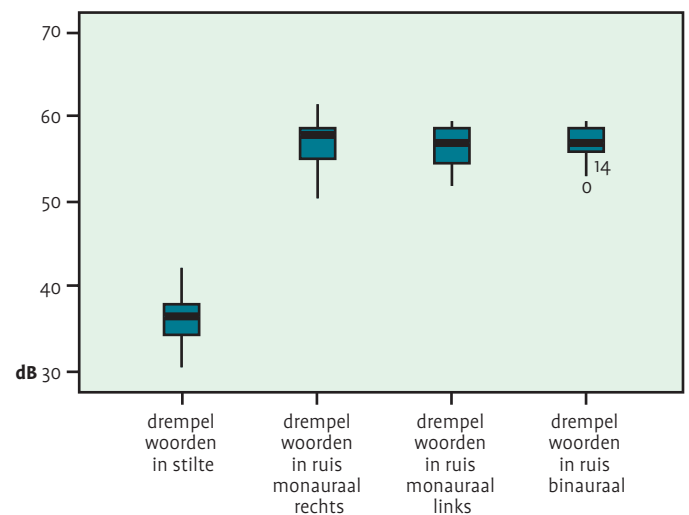 70
60
50
40
dB 30
14
o
drempel
woorden
in stilte
drempel
woorden
in ruis
monauraal
rechts
drempel
woorden
in ruis
monauraal
links
drempel
woorden
in ruis
binauraal